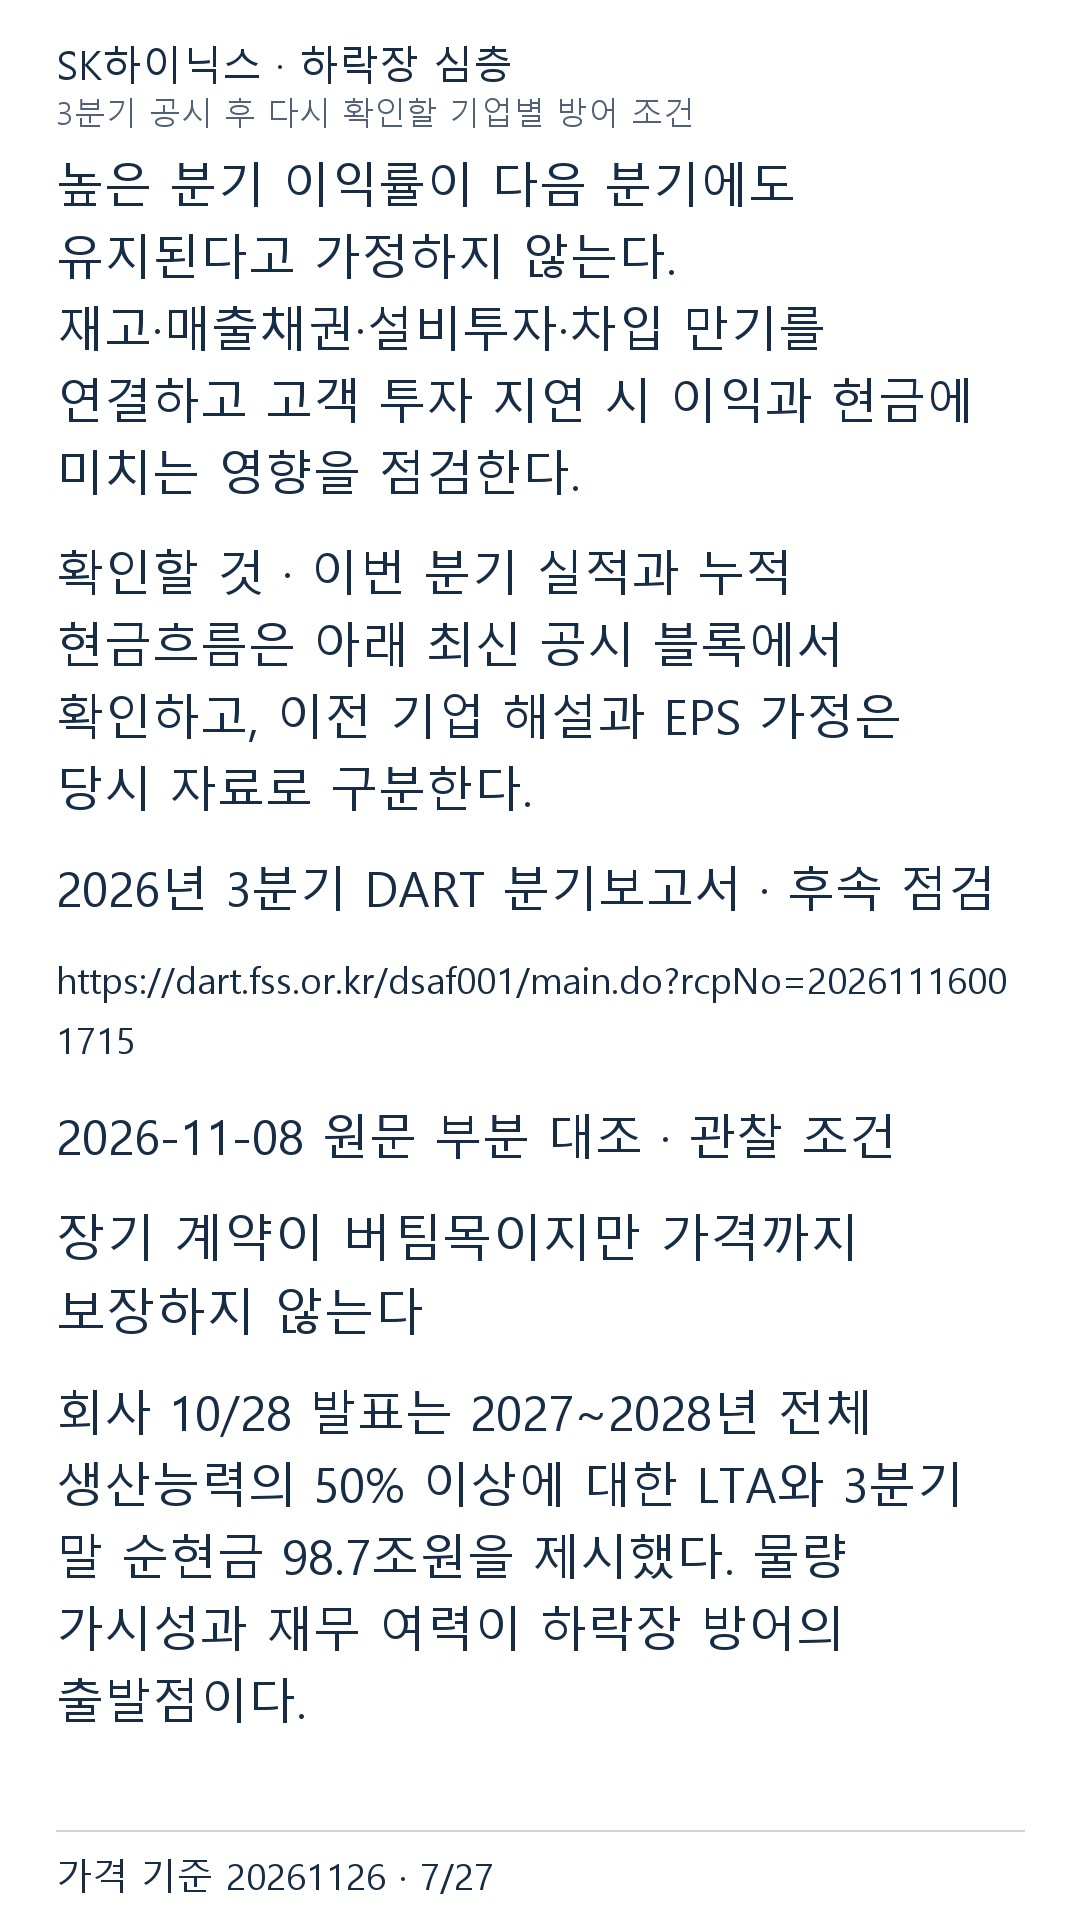 SK하이닉스 · 하락장 심층
3분기 공시 후 다시 확인할 기업별 방어 조건
높은 분기 이익률이 다음 분기에도
유지된다고 가정하지 않는다.
재고·매출채권·설비투자·차입 만기를
연결하고 고객 투자 지연 시 이익과 현금에
미치는 영향을 점검한다.
확인할 것 · 이번 분기 실적과 누적
현금흐름은 아래 최신 공시 블록에서
확인하고, 이전 기업 해설과 EPS 가정은
당시 자료로 구분한다.
2026년 3분기 DART 분기보고서 · 후속 점검
https://dart.fss.or.kr/dsaf001/main.do?rcpNo=2026111600
1715
2026-11-08 원문 부분 대조 · 관찰 조건
장기 계약이 버팀목이지만 가격까지
보장하지 않는다
회사 10/28 발표는 2027~2028년 전체
생산능력의 50% 이상에 대한 LTA와 3분기
말 순현금 98.7조원을 제시했다. 물량
가시성과 재무 여력이 하락장 방어의
출발점이다.
가격 기준 20261126 · 7/27